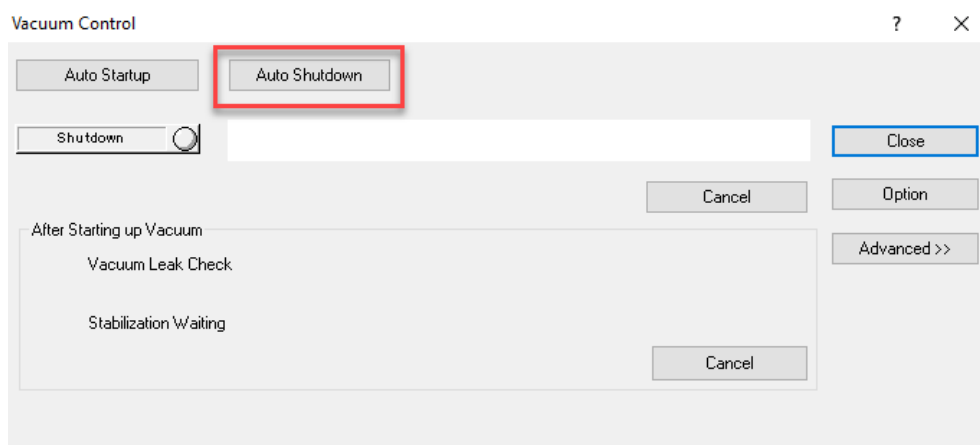 Vacuum Control
?
Auto Startup
Auto Shutdown
Shutdown
Close
Cancel
Option
After Starting up Vacuum
Advanced >>
Vacuum Leak Check
Stabilization Waiting
Cancel